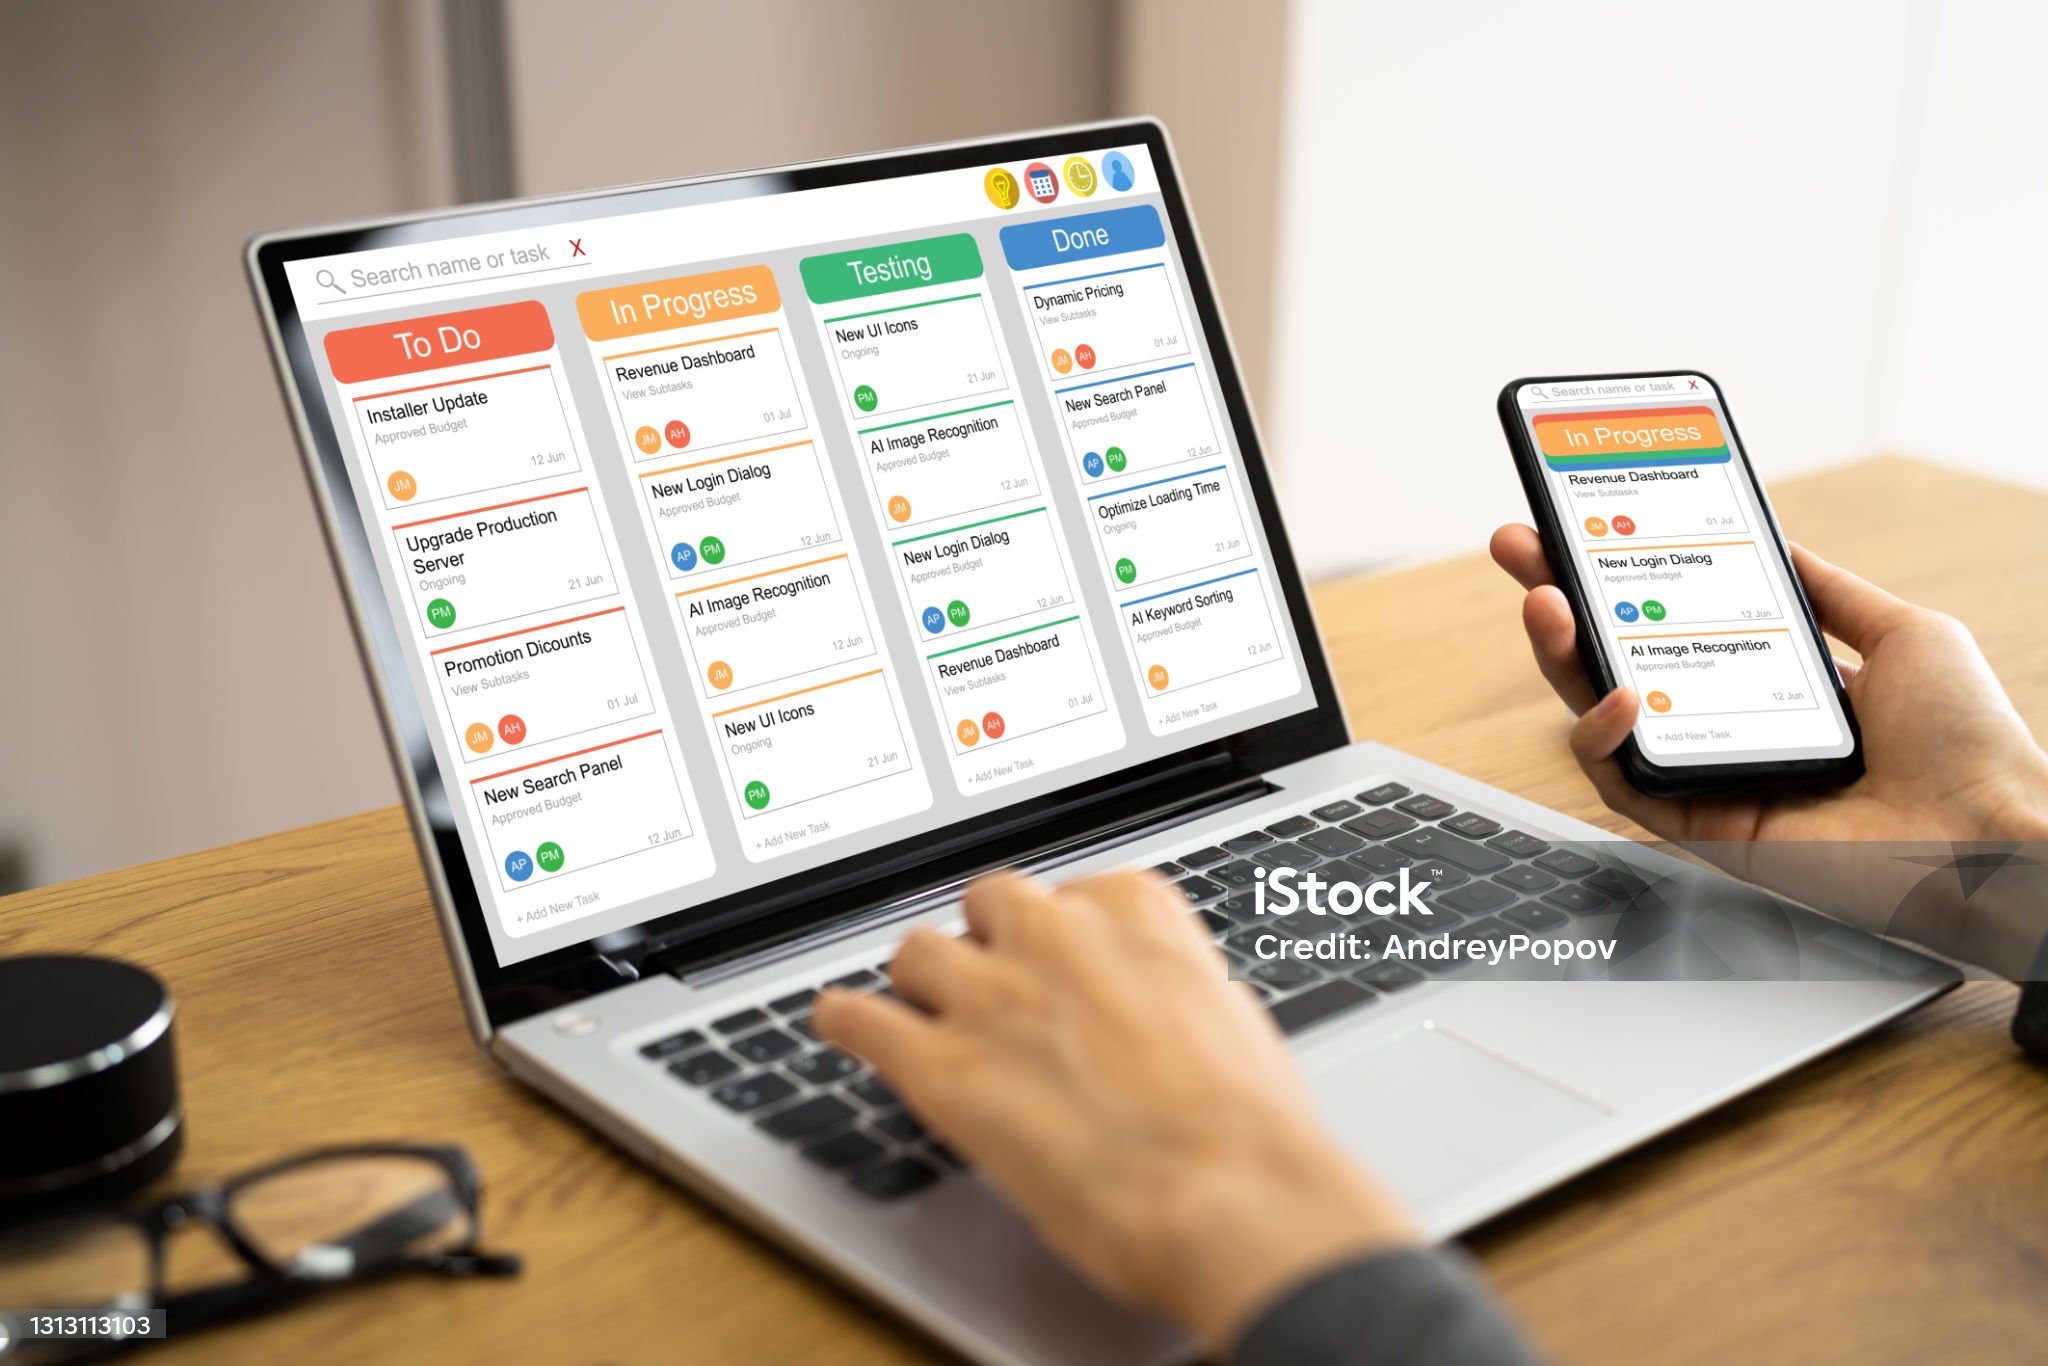 Search name or task X
To Do
Installer Update
Approved Budget
JM
12 Jun
Upgrade Production
Server
Ongoing
PM
21 Jun
Promotion Dicounts
View Subtasks
JM AH
01 Jul
New Search Panel
Approved Budget
AP PM
12 Jun
+ Add New Task
In Progress
Revenue Dashboard
View Subtasks
JM AH
01 Jul
New Login Dialog
Approved Budget
AP PM
12 Jun
AI Image Recognition
Approved Budget
JM
12 Jun
New UI Icons
Ongoing
PM
21 Jun
+ Add New Task
Testing
New UI Icons
Ongoing
PM
21 Jun
AI Image Recognition
Approved Budget
JM
12 Jun
New Login Dialog
Approved Budget
AP PM
12 Jun
Revenue Dashboard
View Subtasks
JM AH
01 Jul
+ Add New Task
Done
Dynamic Pricing
View Subtasks
JM AH
01 Jul
New Search Panel
Approved Budget
AP PM
12 Jun
Optimize Loading Time
Ongoing
PM
21 Jun
AI Keyword Sorting
Approved Budget
JM
12 Jun
+ Add New Task
Search name or task X
In Progress
Revenue Dashboard
View Subtasks
JM AH
01 Jul
New Login Dialog
Approved Budget
AP PM
12 Jun
AI Image Recognition
Approved Budget
JM
12 Jun
+ Add New Task
iStock™
Credit: AndreyPopov
1313113103